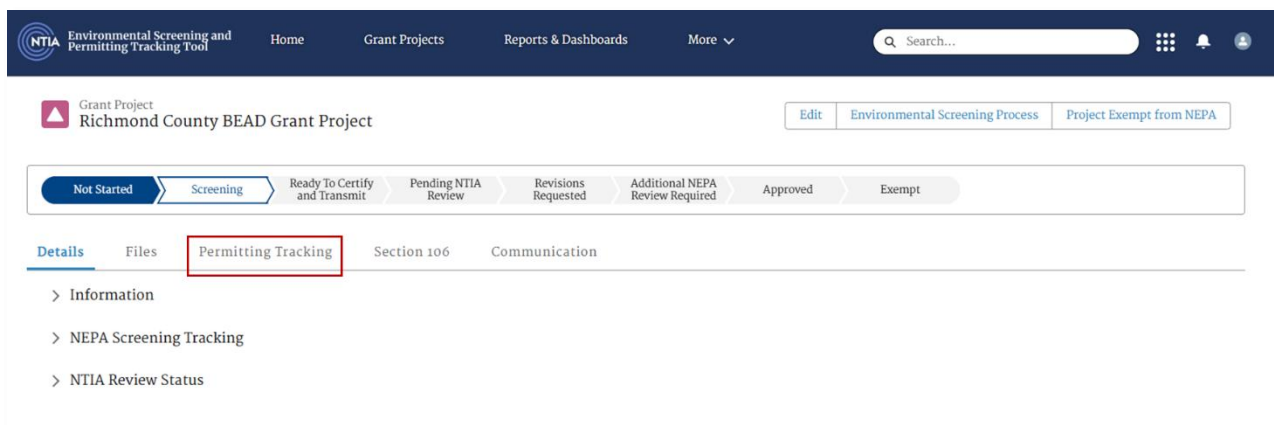 NTIA
Environmental Screening and
Permitting Tracking Tool
Home
Grant Projects
Reports & Dashboards
More
Search...
Grant Project
Richmond County BEAD Grant Project
Edit
Environmental Screening Process
Project Exempt from NEPA
Not Started
Screening
Ready To Certify
and Transmit
Pending NTIA
Review
Revisions
Requested
Additional NEPA
Review Required
Approved
Exempt
Details
Files
Permitting Tracking
Section 106
Communication
Information
NEPA Screening Tracking
NTIA Review Status